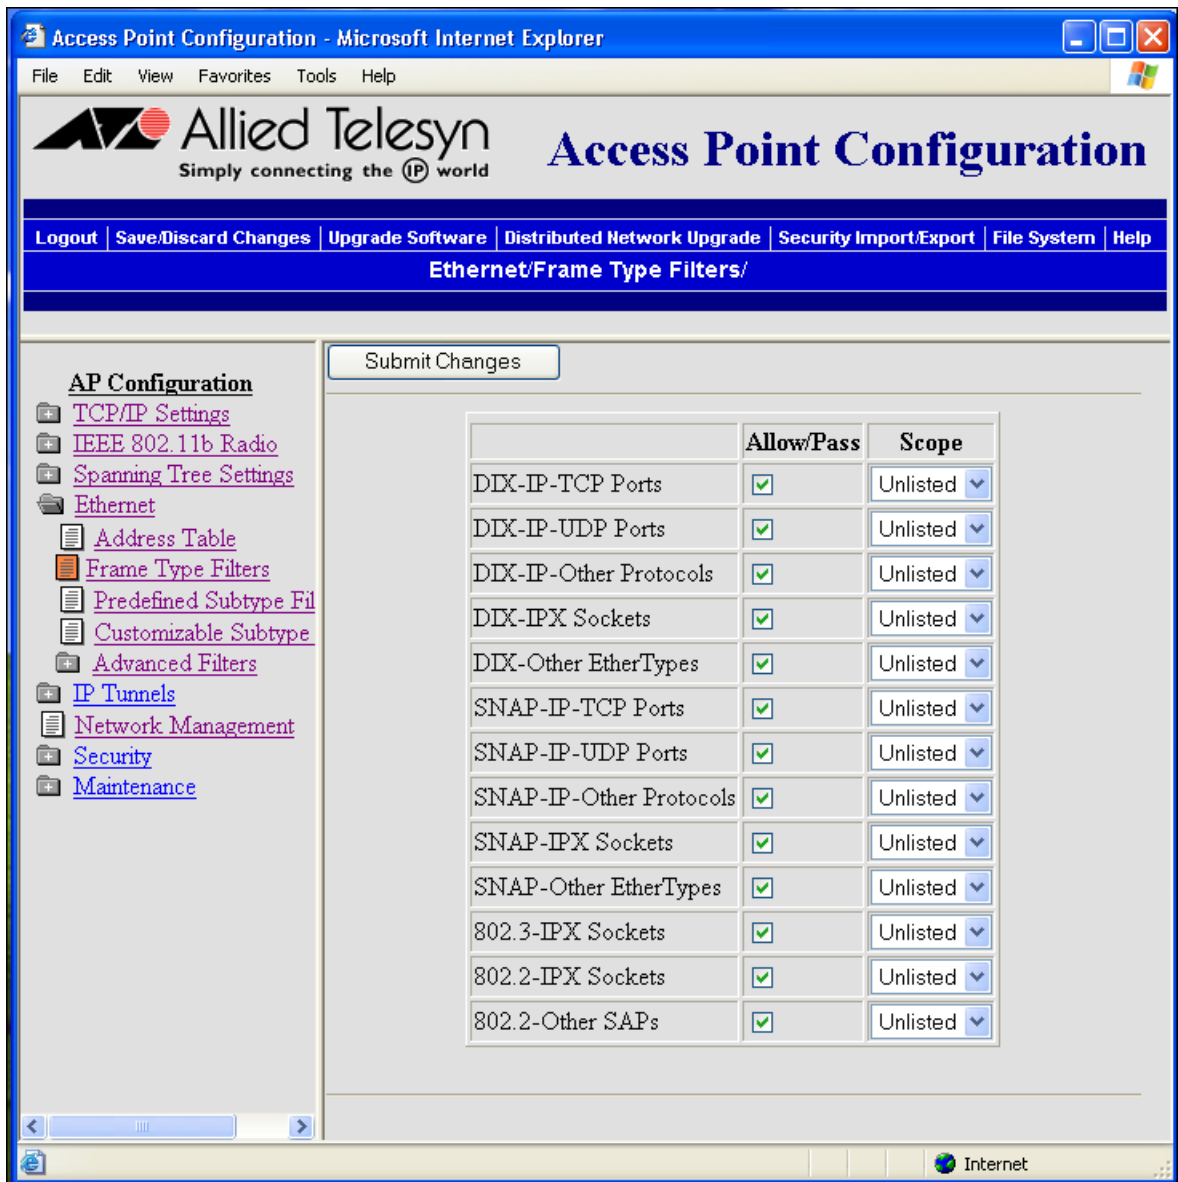 Access Point Configuration - Microsoft Internet Explorer
File Edit View Favorites Tools Help
Allied Telesyn
Simply connecting the IP world
Access Point Configuration
Logout | Save/Discard Changes | Upgrade Software | Distributed Network Upgrade | Security Import/Export | File System | Help
Ethernet/Frame Type Filters/
AP Configuration
TCP/IP Settings
IEEE 802.11b Radio
Spanning Tree Settings
Ethernet
Address Table
Frame Type Filters
Predefined Subtype Fil
Customizable Subtype
Advanced Filters
IP Tunnels
Network Management
Security
Maintenance
Submit Changes
Allow/Pass Scope
DIX-IP-TCP Ports Unlisted
DIX-IP-UDP Ports Unlisted
DIX-IP-Other Protocols Unlisted
DIX-IPX Sockets Unlisted
DIX-Other EtherTypes Unlisted
SNAP-IP-TCP Ports Unlisted
SNAP-IP-UDP Ports Unlisted
SNAP-IP-Other Protocols Unlisted
SNAP-IPX Sockets Unlisted
SNAP-Other EtherTypes Unlisted
802.3-IPX Sockets Unlisted
802.2-IPX Sockets Unlisted
802.2-Other SAPs Unlisted
Internet